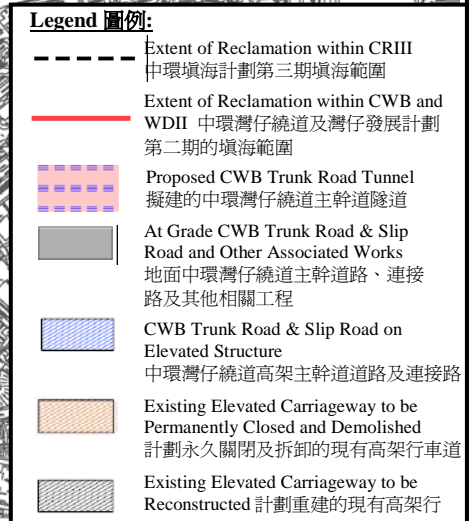 Legend 圖例:
Extent of Reclamation within CRIII
中環填海計劃第三期填海範圍
Extent of Reclamation within CWB and
WDII 中環灣仔繞道及灣仔發展計劃
第二期的填海範圍
Proposed CWB Trunk Road Tunnel
擬建的中環灣仔繞道主幹道隧道
At Grade CWB Trunk Road & Slip
Road and Other Associated Works
地面中環灣仔繞道主幹道路、連接
路及其他相關工程
CWB Trunk Road & Slip Road on
Elevated Structure
中環灣仔繞道高架主幹道道路及連接路
Existing Elevated Carriageway to be
Permanently Closed and Demolished
計劃永久關閉及拆卸的現有高架行車道
Existing Elevated Carriageway to be
Reconstructed 計劃重建的現有高架行